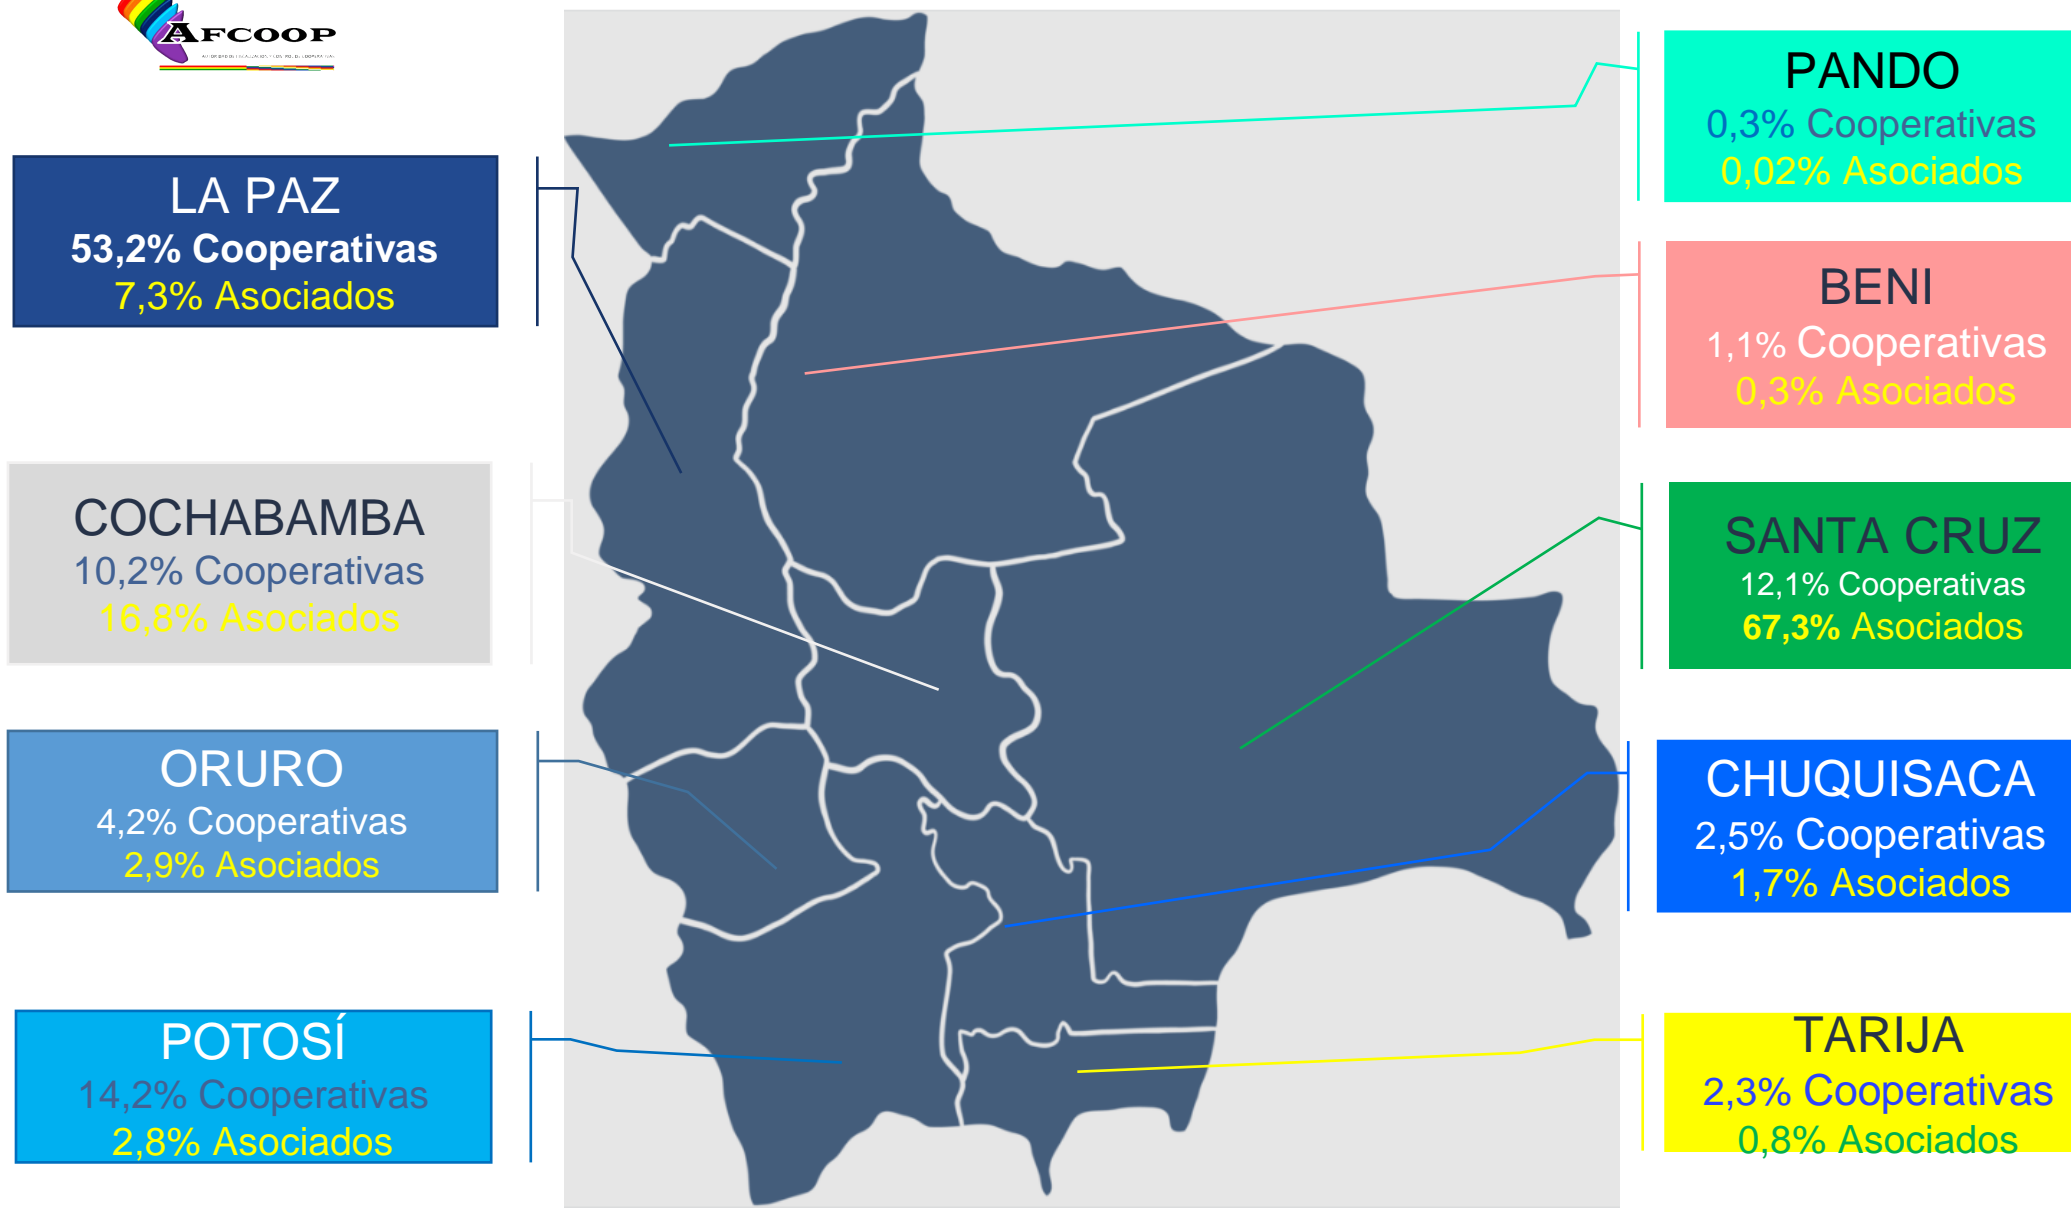 AFCOOP
LA PAZ
53,2% Cooperativas
7,3% Asociados
COCHABAMBA
10,2% Cooperativas
16,8% Asociados
ORURO
4,2% Cooperativas
2,9% Asociados
POTOSÍ
14,2% Cooperativas
2,8% Asociados
PANDO
0,3% Cooperativas
0,02% Asociados
BENI
1,1% Cooperativas
0,3% Asociados
SANTA CRUZ
12,1% Cooperativas
67,3% Asociados
CHUQUISACA
2,5% Cooperativas
1,7% Asociados
TARIJA
2,3% Cooperativas
0,8% Asociados